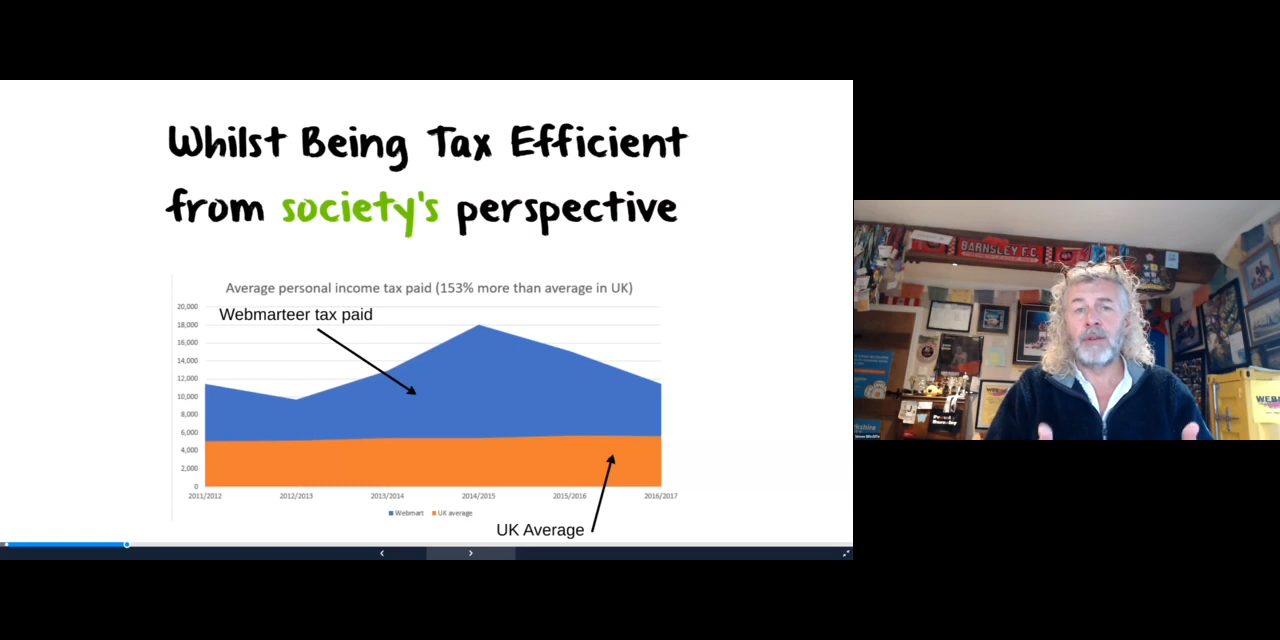 Whilst Being Tax Efficient
from society's perspective
Average personal income tax paid (153% more than average in UK)
20,000
18,000
16,000
14,000
12,000
10,000
8,000
6,000
4,000
2,000
0
Webmarteer tax paid
2011/2012
2012/2013
2013/2014
2014/2015
2015/2016
2016/2017
Webmart
UK average
UK Average
BARNSLEY F.C.